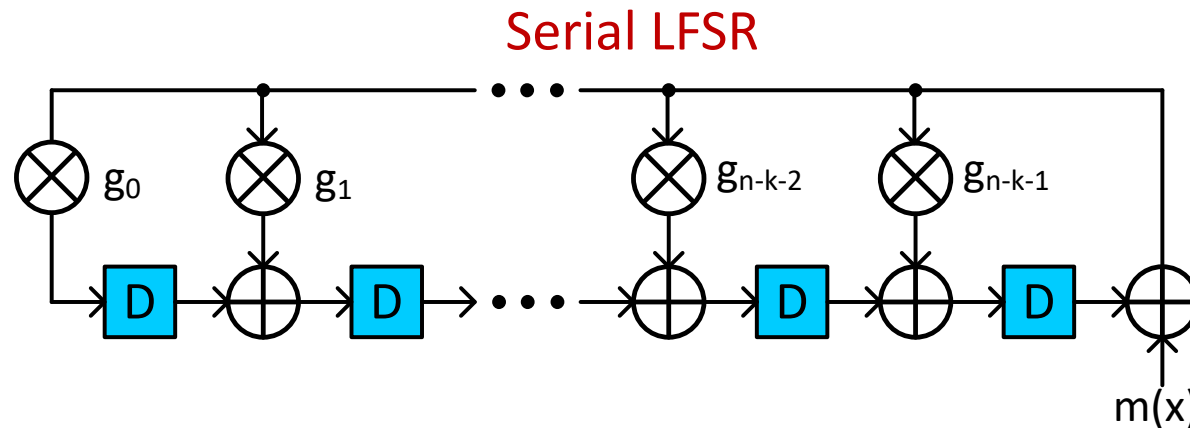 Serial LFSR
g₀ g₁ gₙ₋ₖ₋₂ gₙ₋ₖ₋₁
D D D D
m(x)